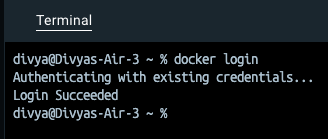 Terminal
divya@Divyas-Air-3 ~ % docker login
Authenticating with existing credentials...
Login Succeeded
divya@Divyas-Air-3 ~ %